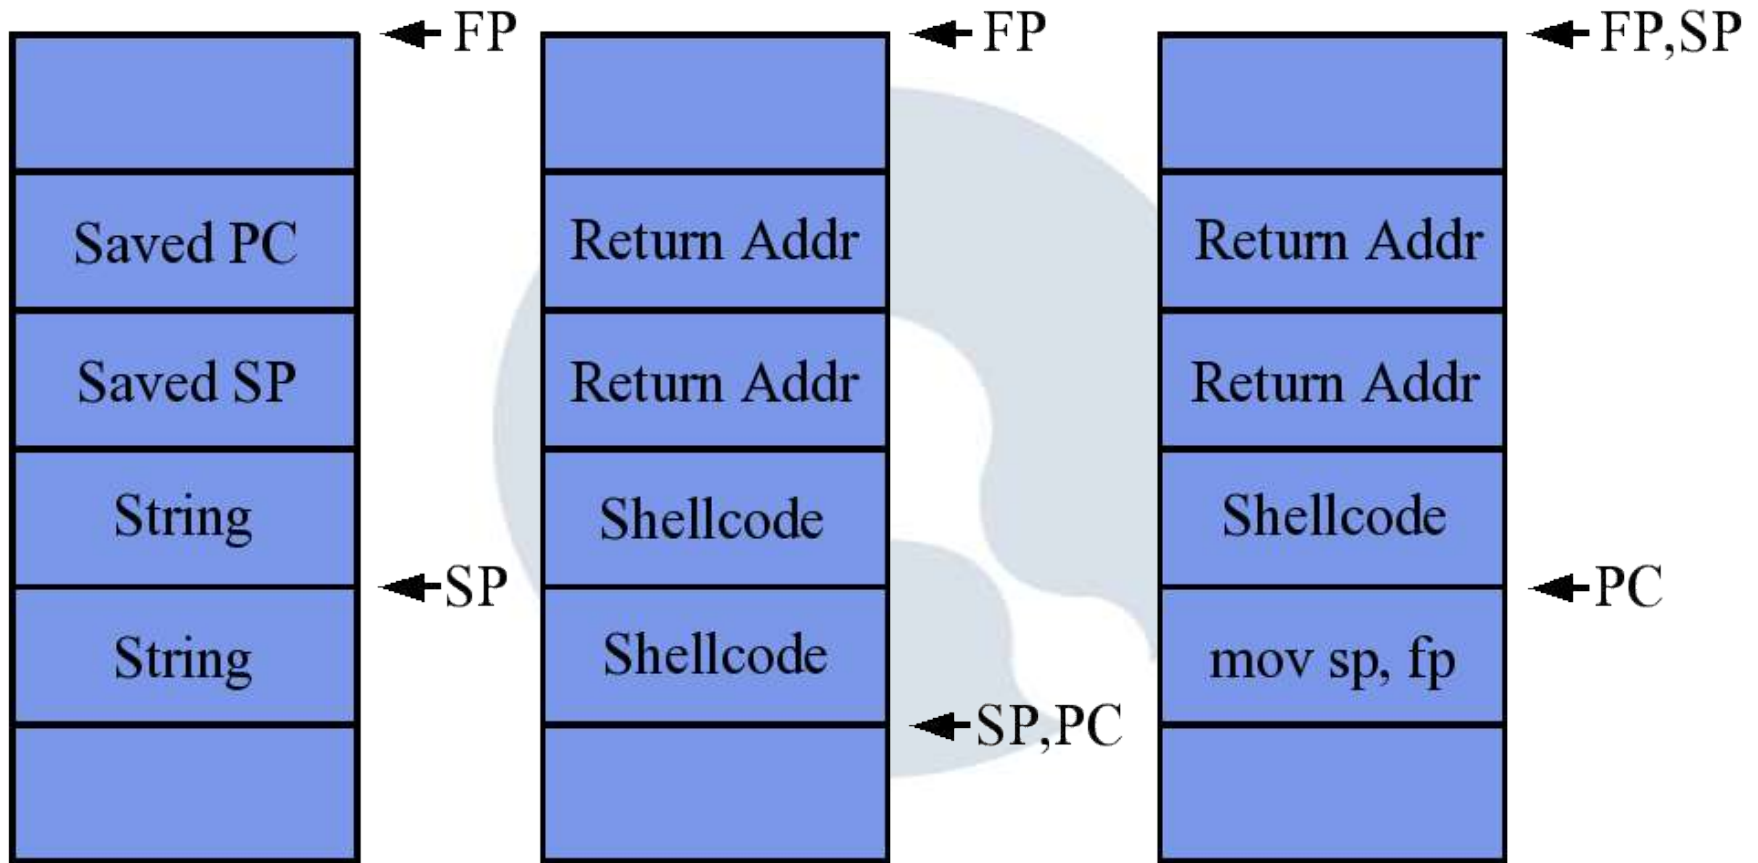 FP
Saved PC
Saved SP
String
SP
String
FP
Return Addr
Return Addr
Shellcode
Shellcode
SP,PC
FP,SP
Return Addr
Return Addr
Shellcode
PC
mov sp, fp